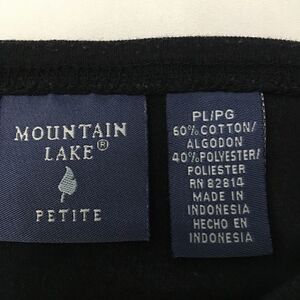 MOUNTAIN
LAKE®
PETITE
PL/PG
60% COTTON/
ALGODON
40% POLYESTER/
POLIESTER
RN 82814
MADE IN
INDONESIA
HECHO EN
INDONESIA